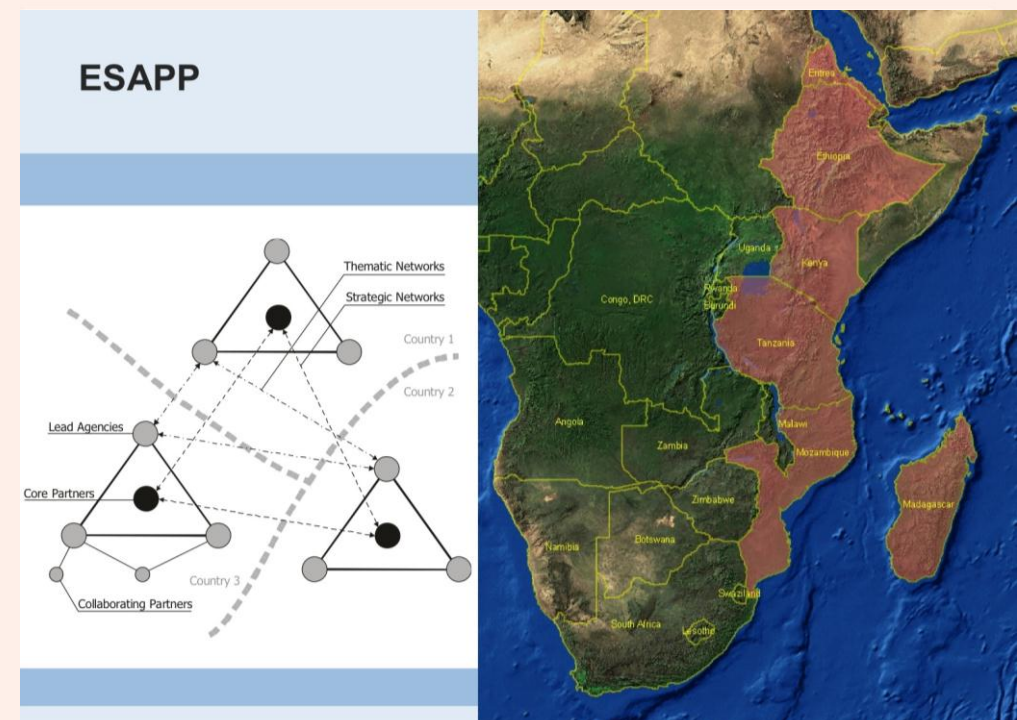 ESAPP
Thematic Networks
Strategic Networks
Country 1
Country 2
Lead Agencies
Core Partners
Country 3
Collaborating Partners
Eritrea
Ethiopia
Uganda
Kenya
Rwanda
Burundi
Congo, DRC
Tanzania
Angola
Malawi
Zambia
Mozambique
Zimbabwe
Madagascar
Namibia
Botswana
Swaziland
South Africa
Lesotho